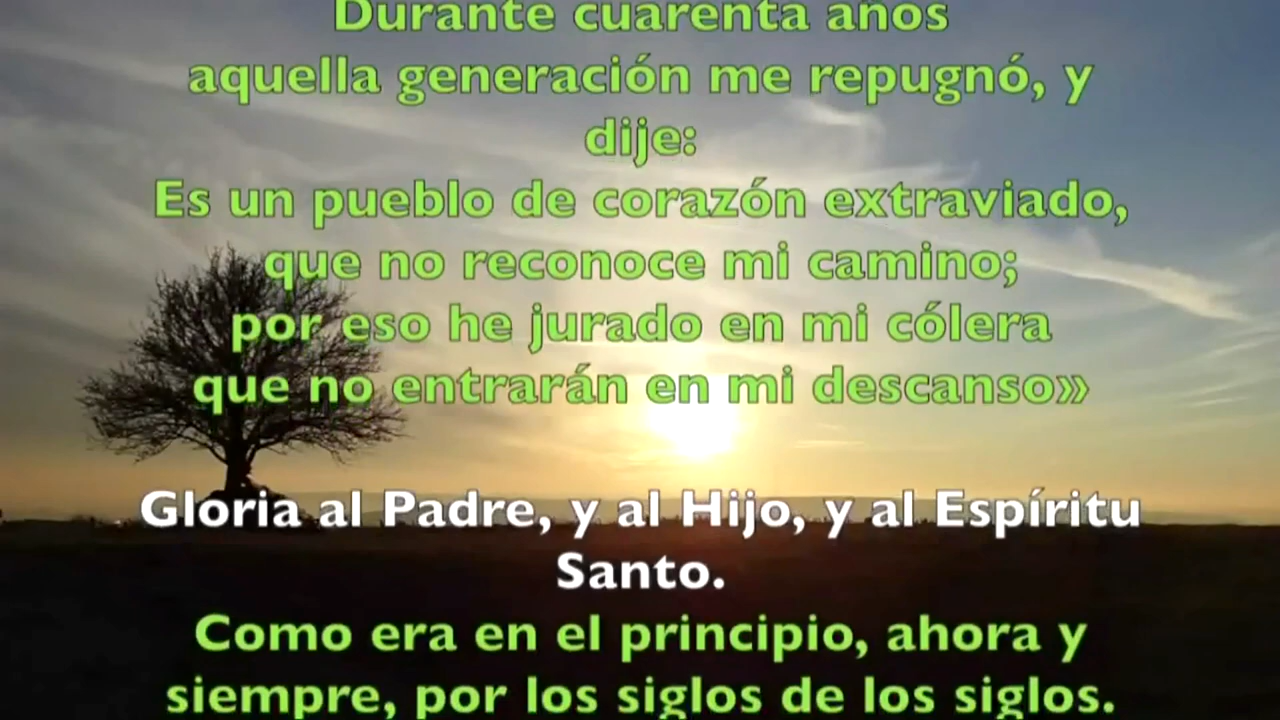 Durante cuarenta años
aquella generación me repugnó, y
dije:
Es un pueblo de corazón extraviado,
que no reconoce mi camino;
por eso he jurado en mi cólera
que no entrarán en mi descanso»
Gloria al Padre, y al Hijo, y al Espíritu
Santo.
Como era en el principio, ahora y
siempre, por los siglos de los siglos.